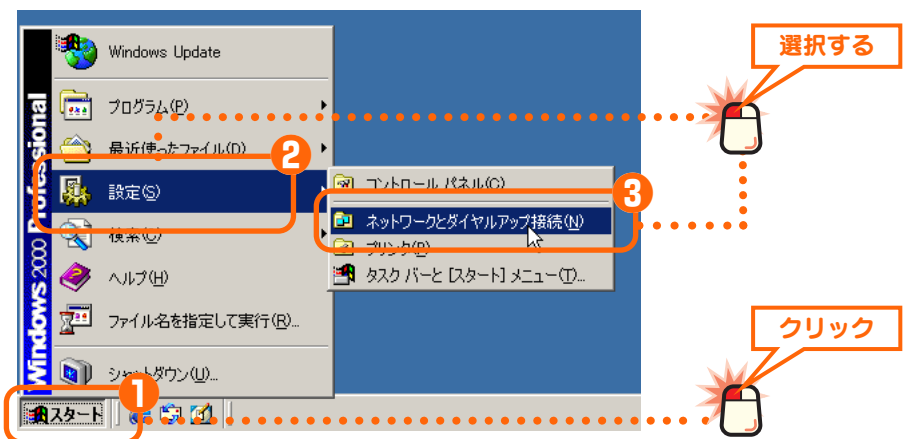 Windows 2000 Professional
Windows Update
プログラム(P)
最近使ったファイル(D)
設定(S)
検索(C)
ヘルプ(H)
ファイル名を指定して実行(R)...
シャットダウン(U)...
コントロール パネル(C)
ネットワークとダイヤルアップ接続(N)
プリンタ(P)
タスク バーと [スタート] メニュー(T)...
スタート
1
2
3
選択する
クリック